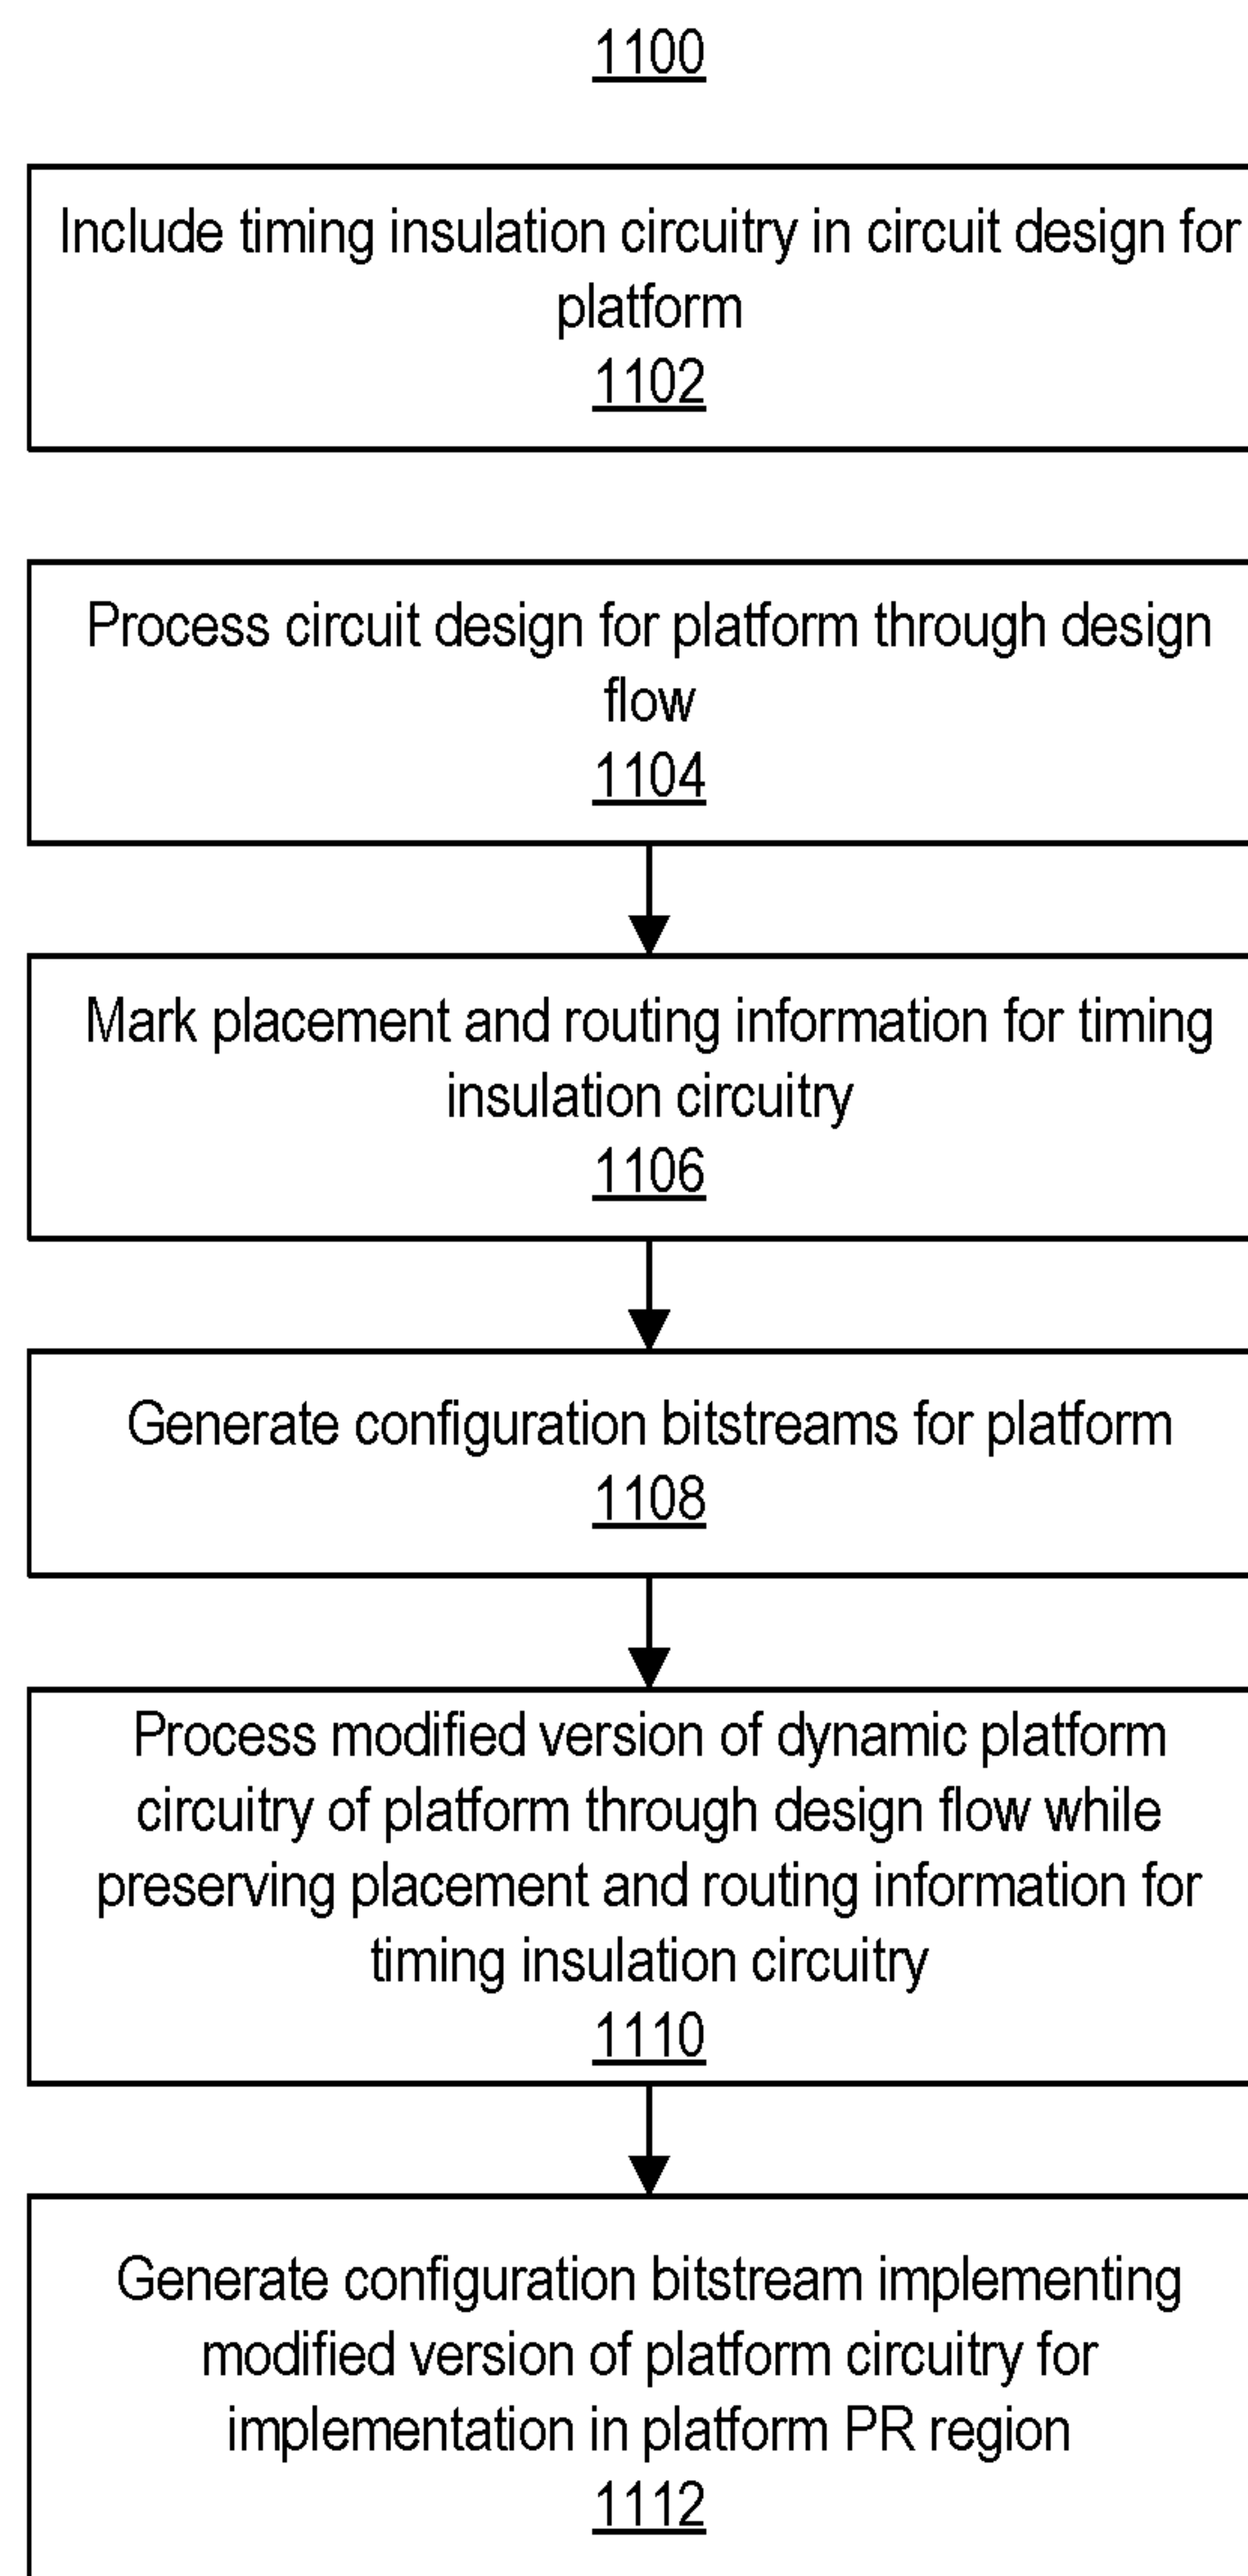 1100
Include timing insulation circuitry in circuit design for
platform
1102
Process circuit design for platform through design
flow
1104
Mark placement and routing information for timing
insulation circuitry
1106
Generate configuration bitstreams for platform
1108
Process modified version of dynamic platform
circuitry of platform through design flow while
preserving placement and routing information for
timing insulation circuitry
1110
Generate configuration bitstream implementing
modified version of platform circuitry for
implementation in platform PR region
1112